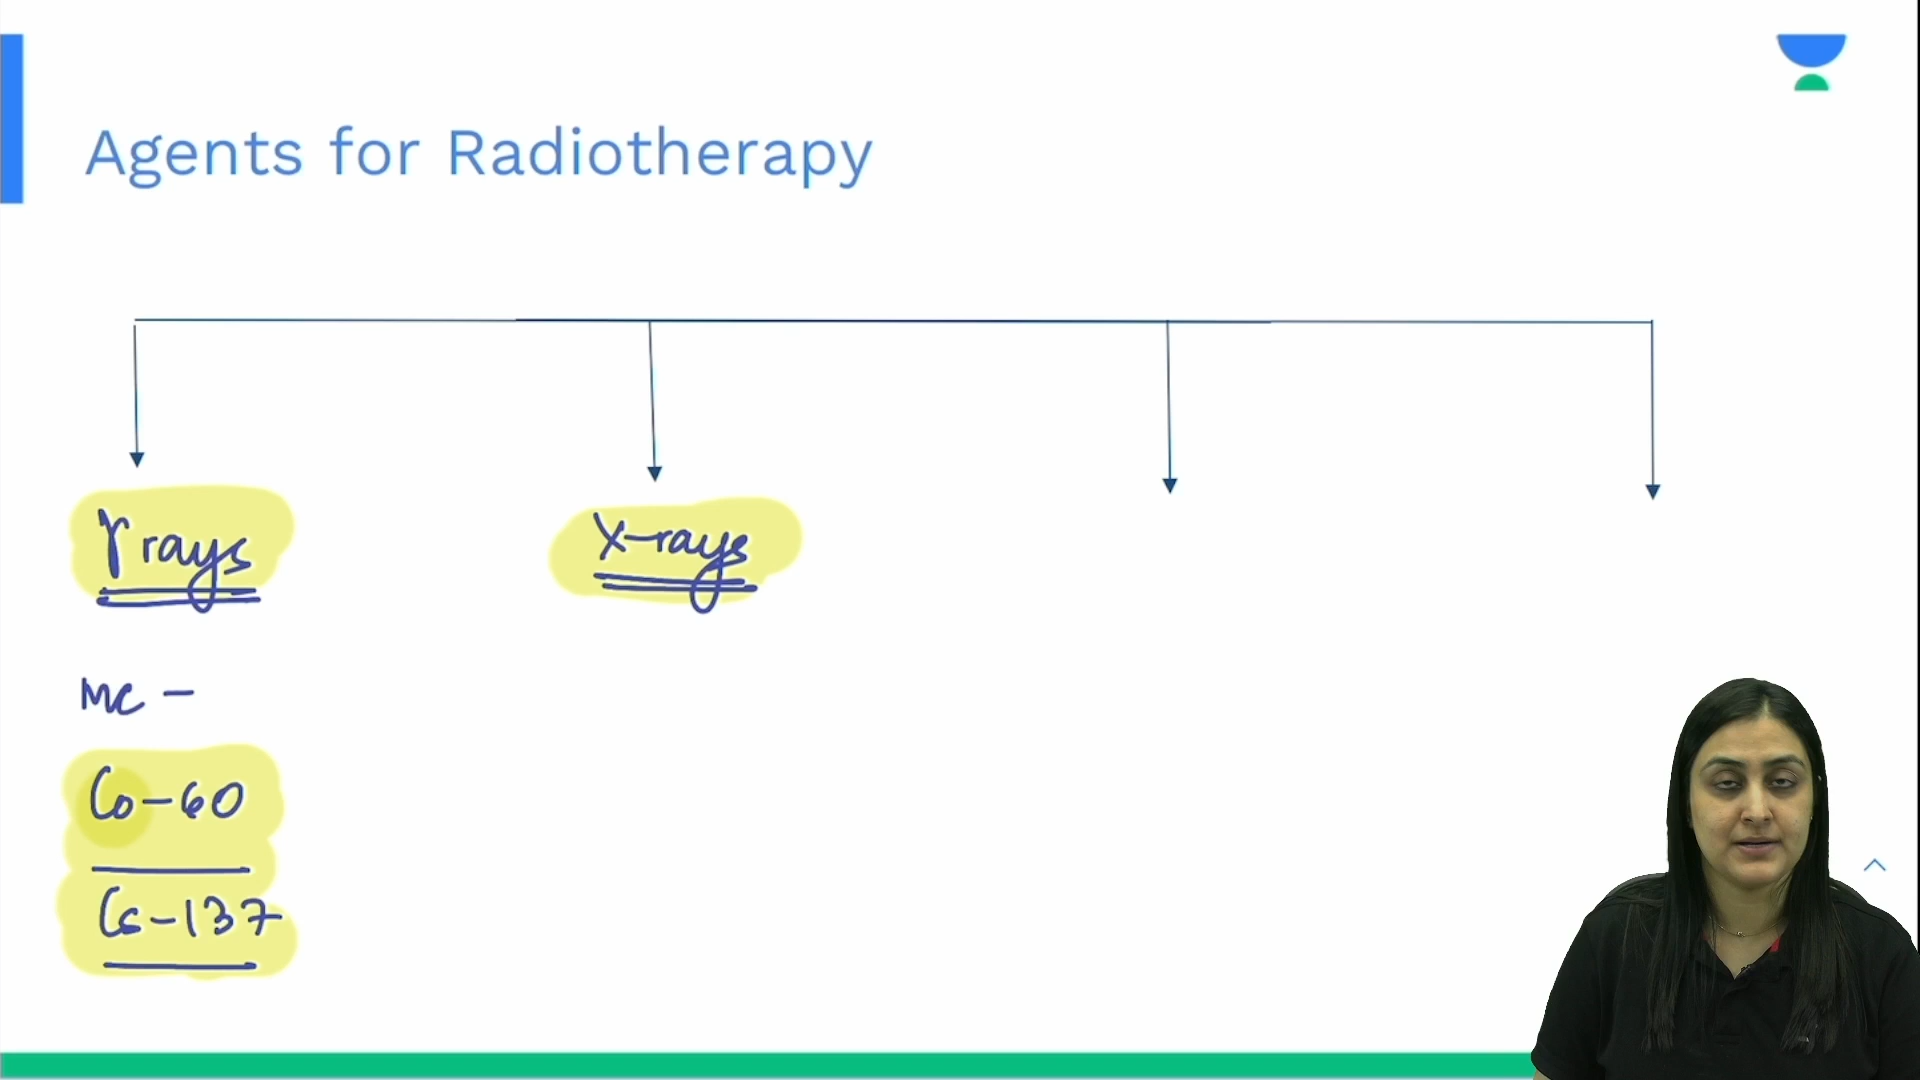 Agents for Radiotherapy
γ rays
X-rays
MC -
Co-60
Cs-137